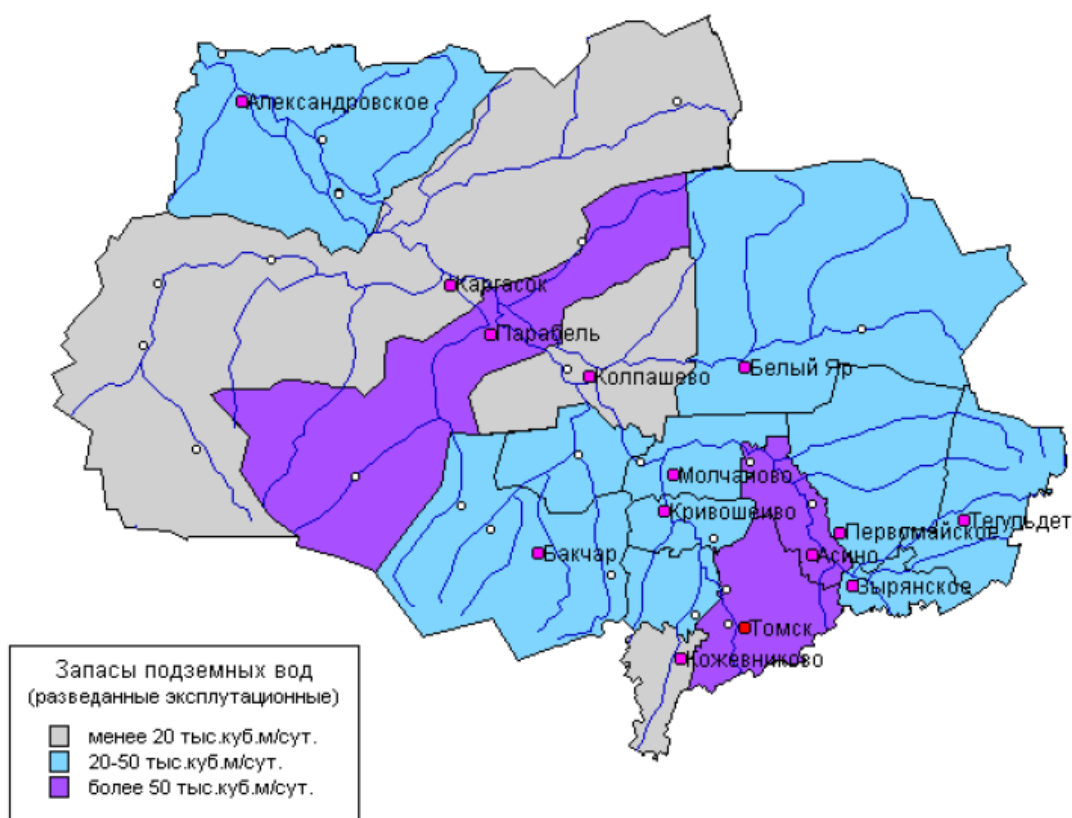 Александровское
Каргасок
Парабель
Колпашево
Белый Яр
Молчаново
Кривошеиво
Первомайское
Тегульдет
Бакчар
Асино
Зырянское
Томск
Кожевниково
Запасы подземных вод
(разведанные эксплутационные)
менее 20 тыс.куб.м/сут.
20-50 тыс.куб.м/сут.
более 50 тыс.куб.м/сут.